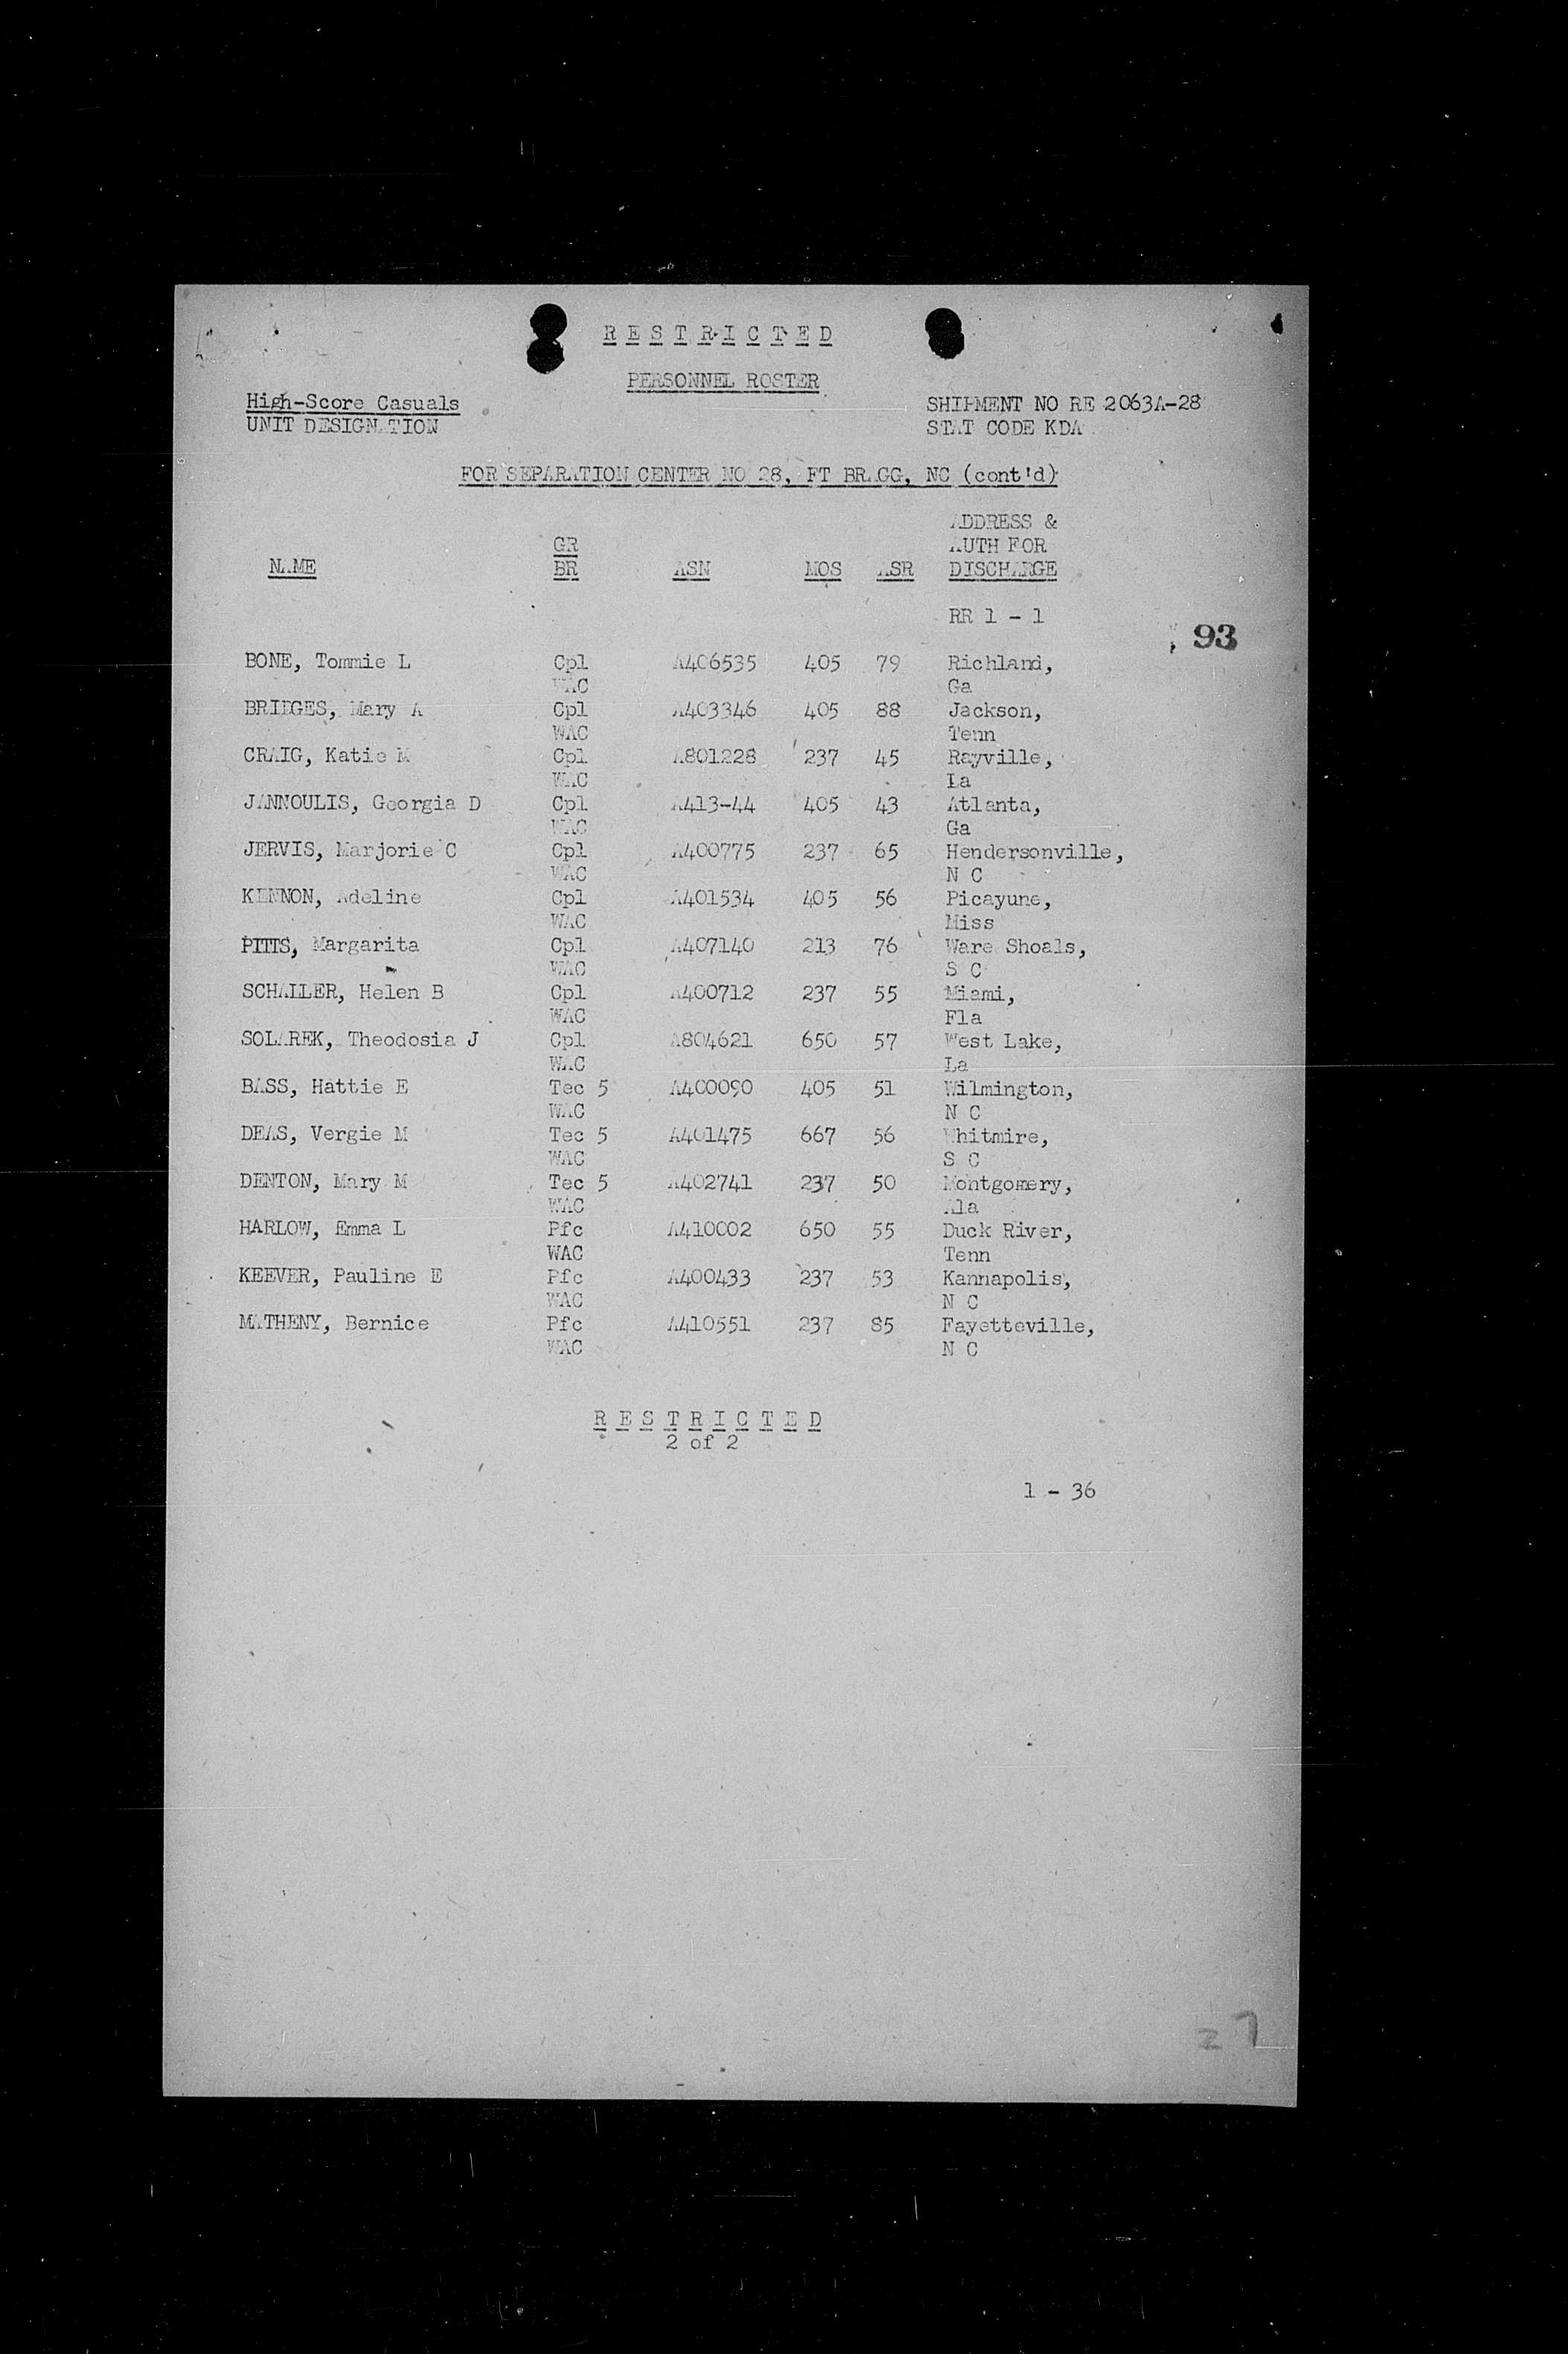 R E S T R I C T E D
PERSONNEL ROSTER
High-Score Casuals SHIPMENT NO RE 2063A-28
UNIT DESIGNATION STAT CODE KDA
FOR SEPARATION CENTER NO 28, FT BRAGG, NC (cont'd)
ADDRESS &
GR AUTH FOR
NAME BR ASN MOS ASR DISCHARGE
RR 1 - 1
93
BONE, Tommie L Cpl A406535 405 79 Richland,
WAC Ga
BRIDGES, Mary A Cpl A403346 405 88 Jackson,
WAC Tenn
CRAIG, Katie M Cpl A801228 237 45 Rayville,
WAC La
JANNOULIS, Georgia D Cpl A413-44 405 43 Atlanta,
WAC Ga
JERVIS, Marjorie C Cpl A400775 237 65 Hendersonville,
WAC N C
KENNON, Adeline Cpl A401534 405 56 Picayune,
WAC Miss
PITTS, Margarita Cpl A407140 213 76 Ware Shoals,
WAC S C
SCHALLER, Helen B Cpl A400712 237 55 Miami,
WAC Fla
SOLAREK, Theodosia J Cpl A804621 650 57 West Lake,
WAC La
BASS, Hattie E Tec 5 A400090 405 51 Wilmington,
WAC N C
DEAS, Vergie M Tec 5 A401475 667 56 Whitmire,
WAC S C
DENTON, Mary M Tec 5 A402741 237 50 Montgomery,
WAC Ala
HARLOW, Emma L Pfc A410002 650 55 Duck River,
WAC Tenn
KEEVER, Pauline E Pfc A400433 237 53 Kannapolis,
WAC N C
MATHENY, Bernice Pfc A410551 237 85 Fayetteville,
WAC N C
R E S T R I C T E D
2 of 2
1 - 36
27